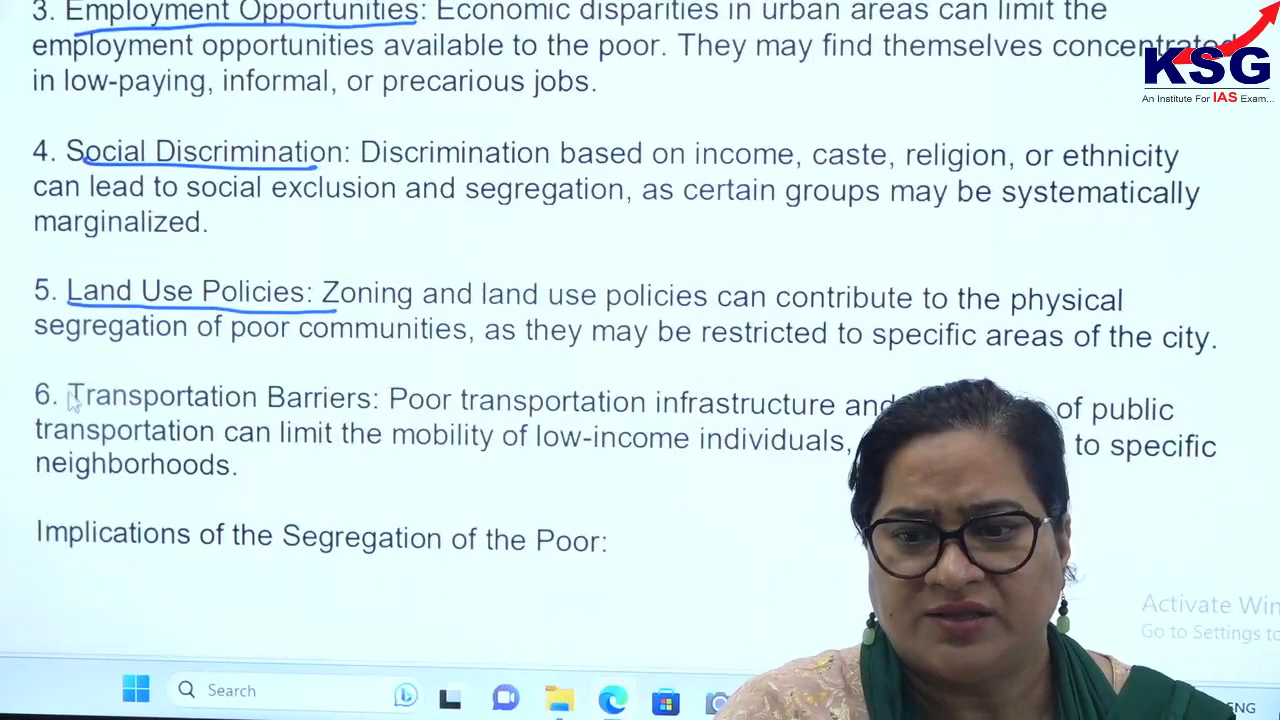 3. Employment Opportunities: Economic disparities in urban areas can limit the
employment opportunities available to the poor. They may find themselves concentrated
in low-paying, informal, or precarious jobs.
4. Social Discrimination: Discrimination based on income, caste, religion, or ethnicity
can lead to social exclusion and segregation, as certain groups may be systematically
marginalized.
5. Land Use Policies: Zoning and land use policies can contribute to the physical
segregation of poor communities, as they may be restricted to specific areas of the city.
6. Transportation Barriers: Poor transportation infrastructure and of public
transportation can limit the mobility of low-income individuals, to specific
neighborhoods.
Implications of the Segregation of the Poor:
KSG
An Institute For IAS Exam...
Activate Win
Go to Settings to
Search
ENG